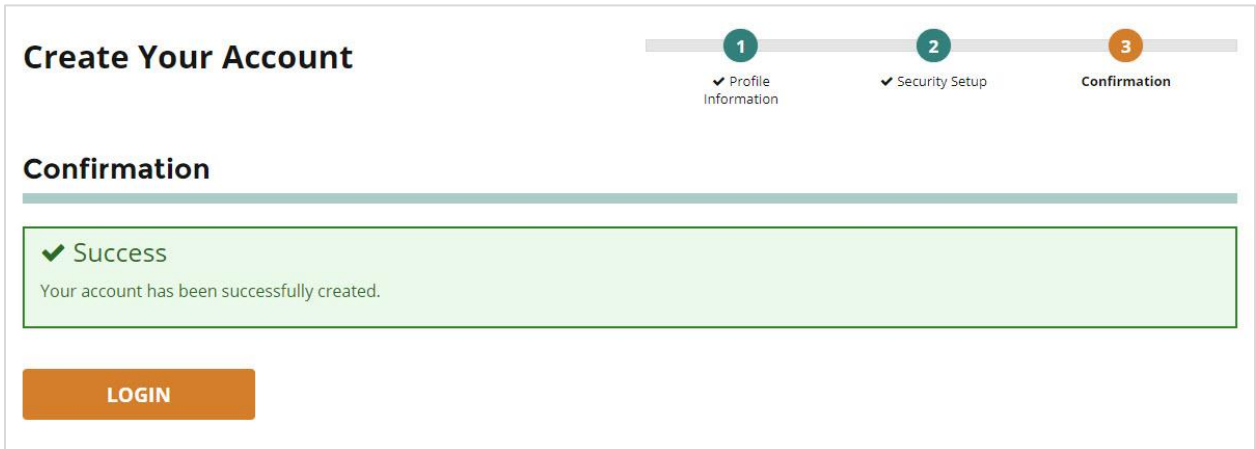 Create Your Account
1
2
3
✔ Profile
Information
✔ Security Setup
Confirmation
Confirmation
✔ Success
Your account has been successfully created.
LOGIN